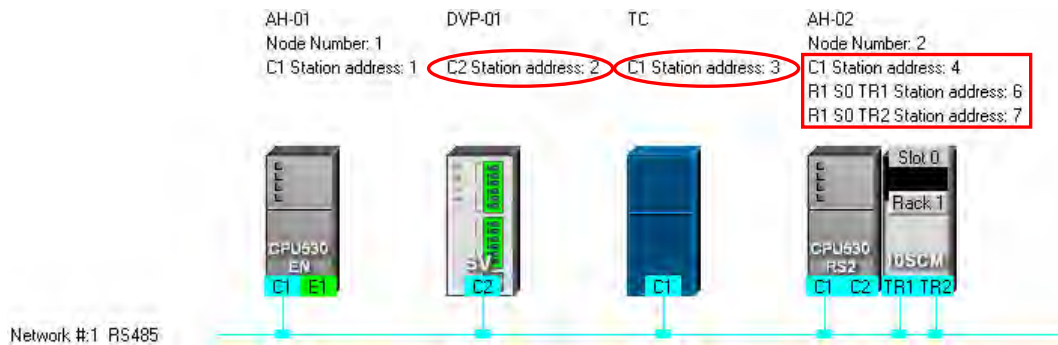 AH-01
Node Number: 1
C1 Station address: 1
DVP-01
C2 Station address: 2
TC
C1 Station address: 3
AH-02
Node Number: 2
C1 Station address: 4
R1 S0 TR1 Station address: 6
R1 S0 TR2 Station address: 7
CPU530
EN
C1 E1
SV
C2
C1
CPU530
RS2
C1 C2
Slot 0
Rack 1
10SCM
TR1 TR2
Network #:1 RS485